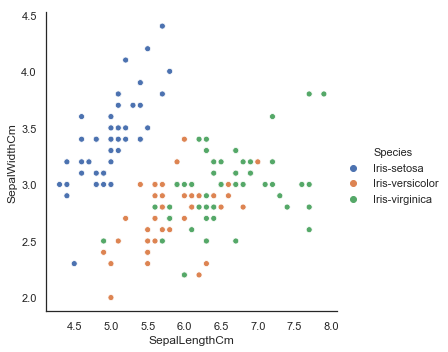 4.5
4.0
3.5
3.0
2.5
2.0
SepalWidthCm
4.5 5.0 5.5 6.0 6.5 7.0 7.5 8.0
SepalLengthCm
Species
Iris-setosa
Iris-versicolor
Iris-virginica